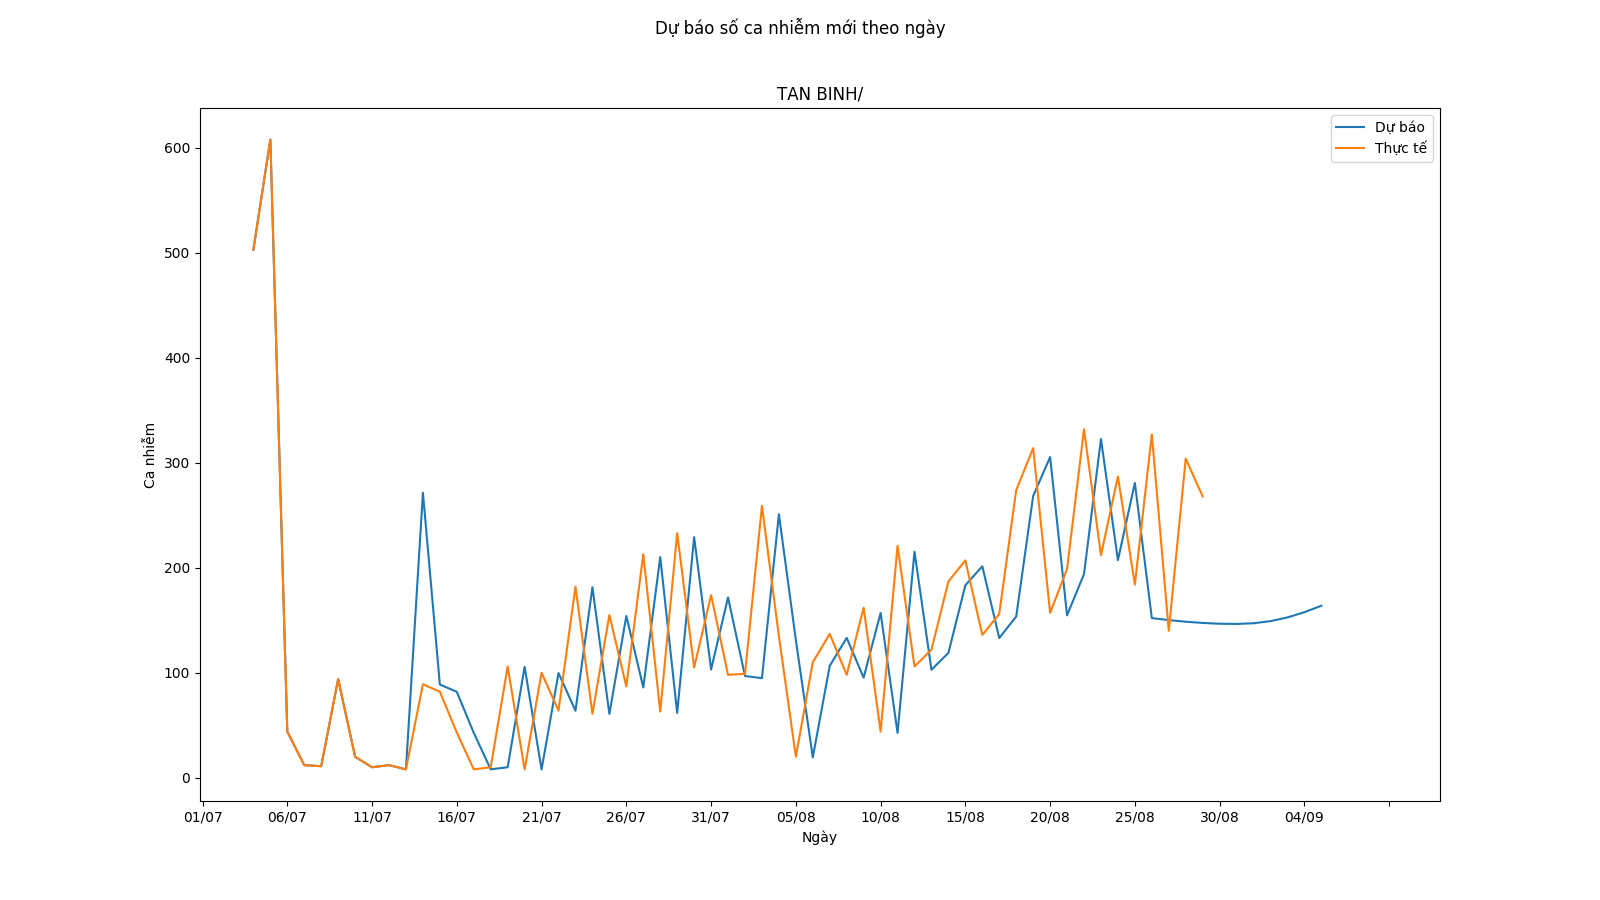 Dự báo số ca nhiễm mới theo ngày
TAN BINH/
Dự báo
Thực tế
600
500
400
300
200
100
0
Ca nhiễm
01/07 06/07 11/07 16/07 21/07 26/07 31/07 05/08 10/08 15/08 20/08 25/08 30/08 04/09
Ngày